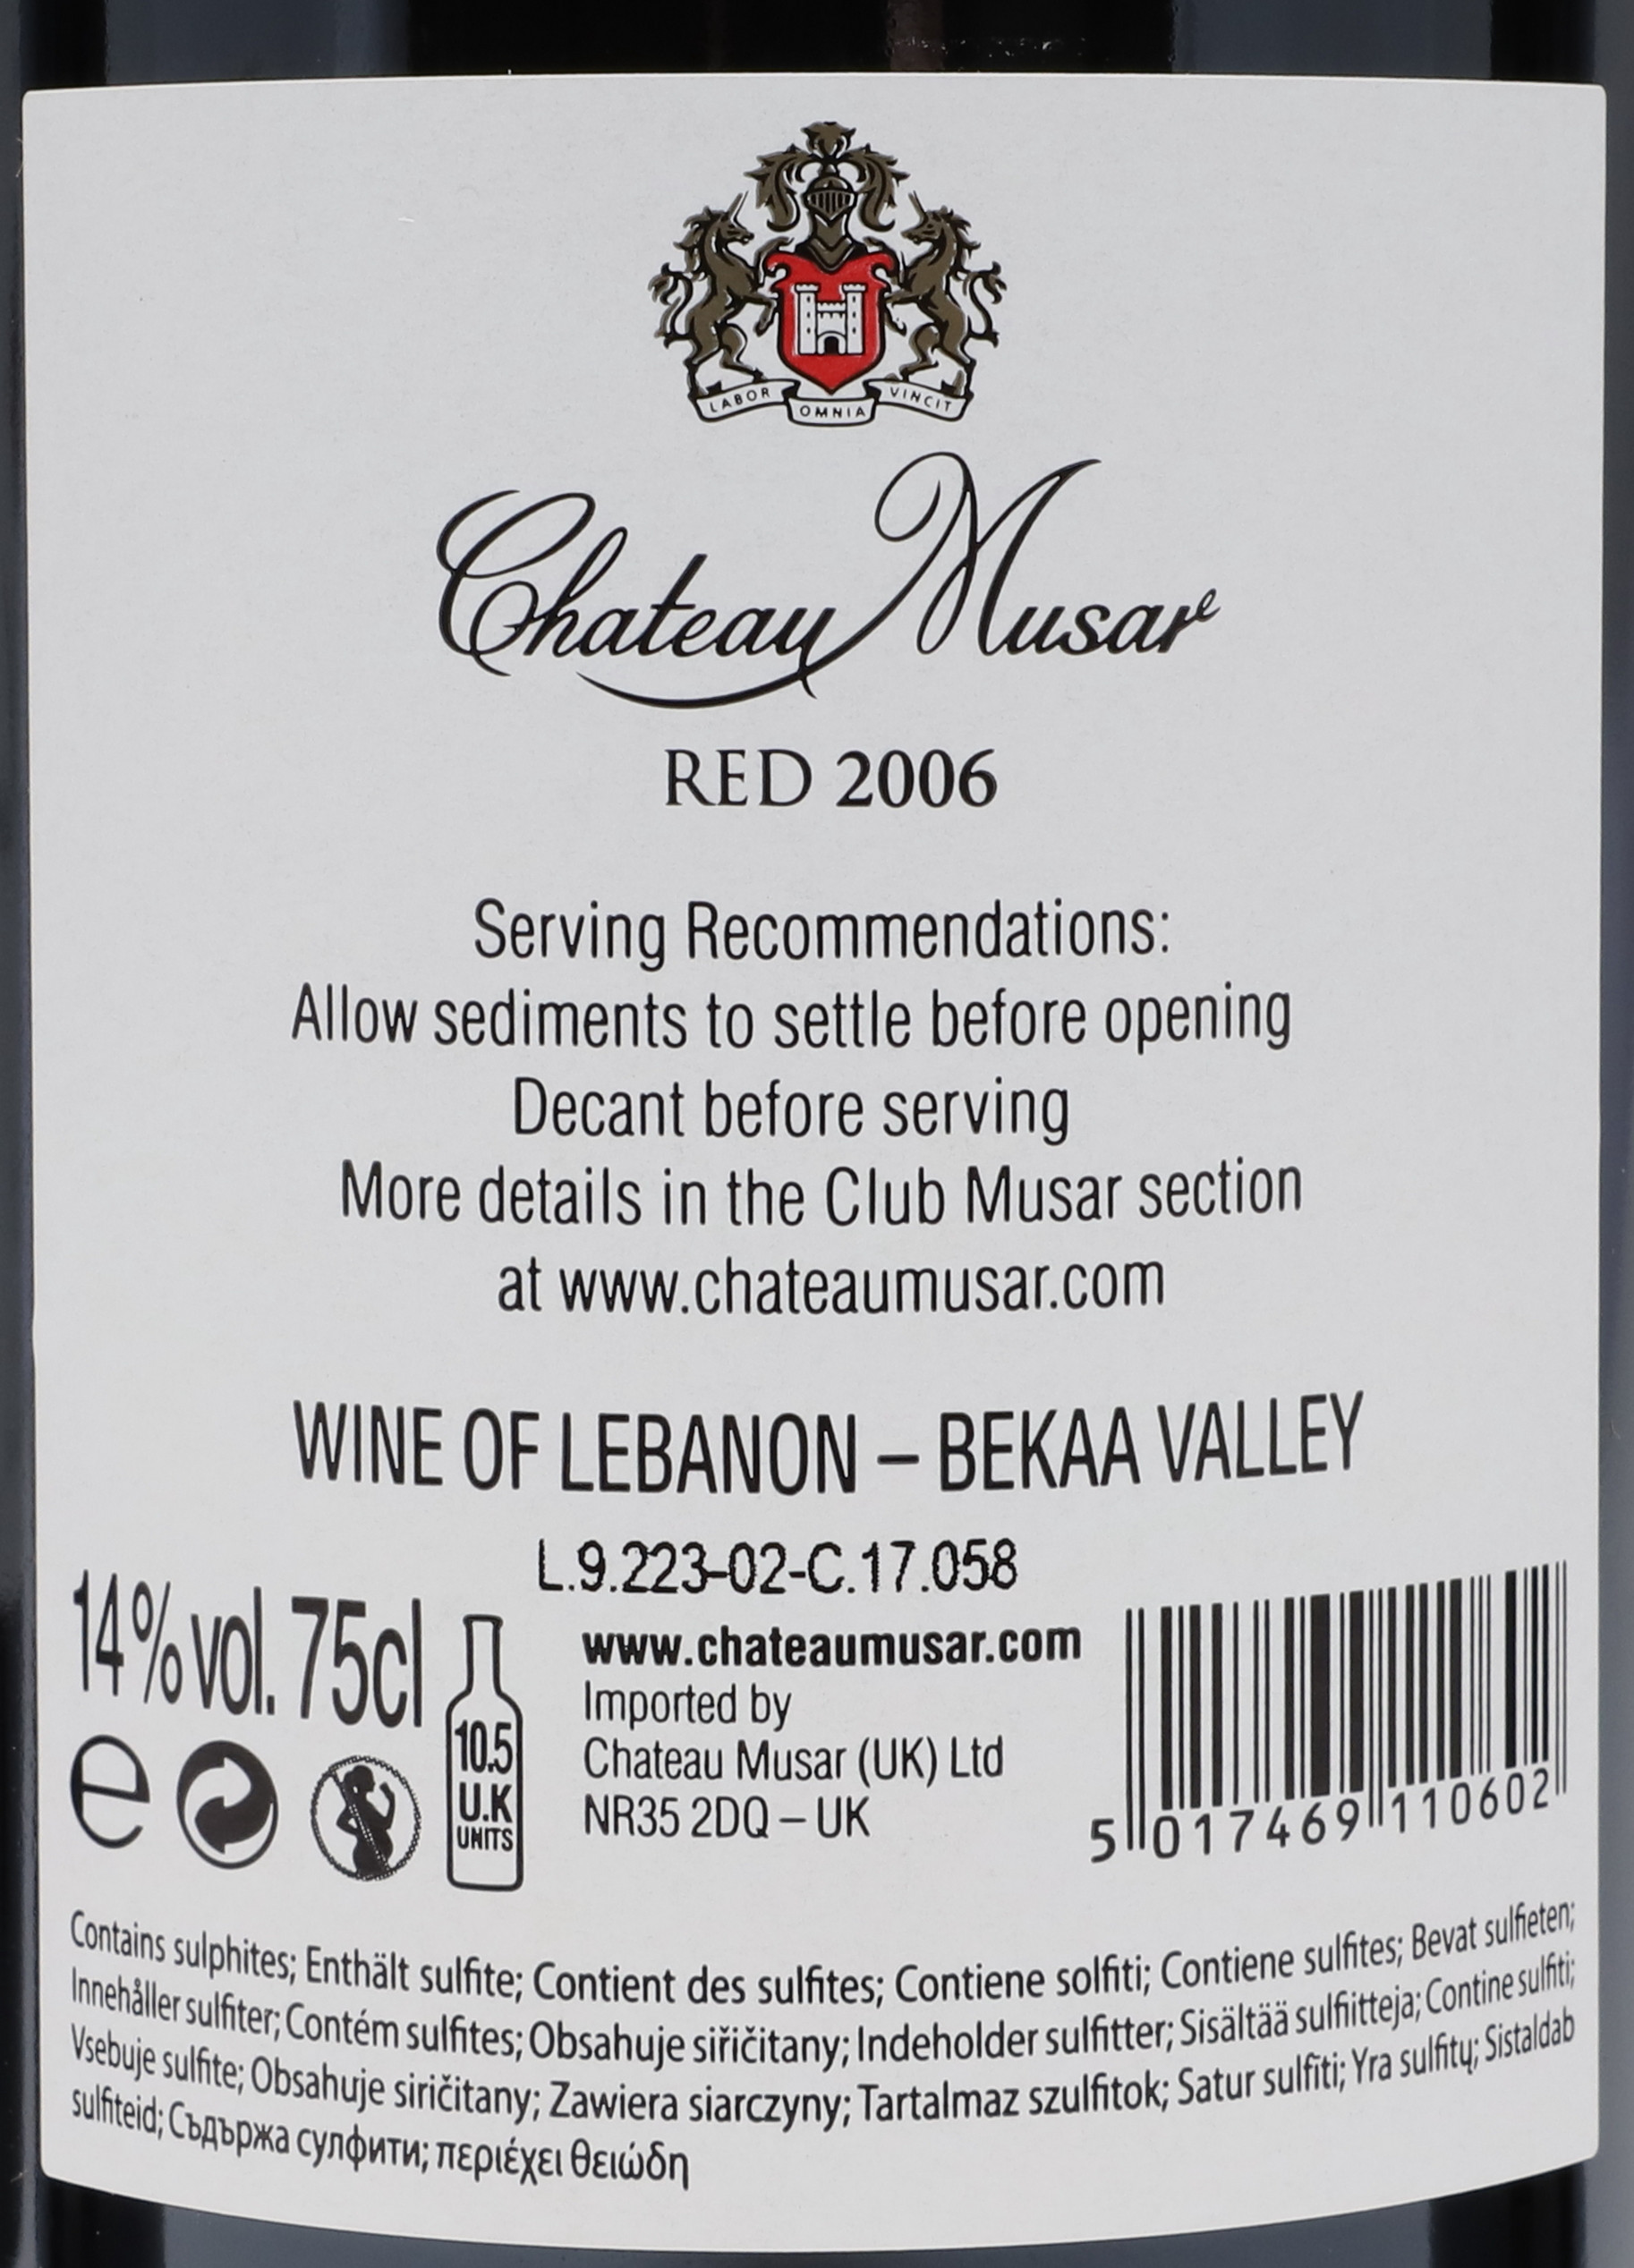 LABOR OMNIA VINCIT
Chateau Musar
RED 2006
Serving Recommendations:
Allow sediments to settle before opening
Decant before serving
More details in the Club Musar section
at www.chateaumusar.com
WINE OF LEBANON – BEKAA VALLEY
L.9.223-02-C.17.058
14%vol. 75cl
e
10.5
U.K
UNITS
www.chateaumusar.com
Imported by
Chateau Musar (UK) Ltd
NR35 2DQ – UK
5 017469 110602
Contains sulphites; Enthält sulfite; Contient des sulfites; Contiene solfiti; Contiene sulfites; Bevat sulfieten;
Innehåller sulfiter; Contém sulfites; Obsahuje siřičitany; Indeholder sulfitter; Sisältää sulfiitteja; Contine sulfiti;
Vsebuje sulfite; Obsahuje siričitany; Zawiera siarczyny; Tartalmaz szulfitok; Satur sulfīti; Yra sulfitų; Sistaldab
sulfiteid; Съдържа сулфити; περιέχει θειώδη